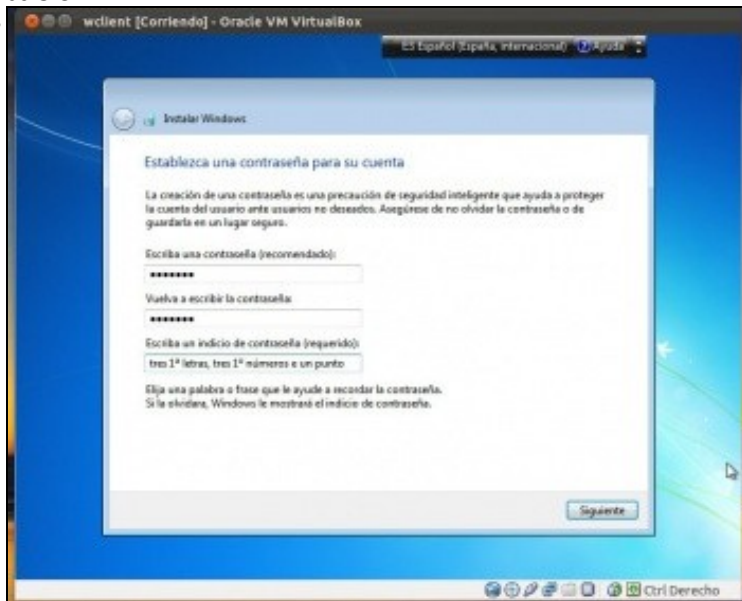 wclient [Corriendo] - Oracle VM VirtualBox
ES Español (España, internacional) Ayuda
Instalar Windows
Establezca una contraseña para su cuenta
La creación de una contraseña es una precaución de seguridad inteligente que ayuda a proteger
la cuenta del usuario ante usuarios no deseados. Asegúrese de no olvidar la contraseña o de
guardarla en un lugar seguro.
Escriba una contraseña (recomendado):
•••••••
Vuelva a escribir la contraseña:
•••••••
Escriba un indicio de contraseña (requerido):
tres 1ª letras, tres 1ª números e un punto
Elija una palabra o frase que le ayude a recordar la contraseña.
Si la olvidara, Windows le mostrará el indicio de contraseña.
Siguiente
Ctrl Derecho